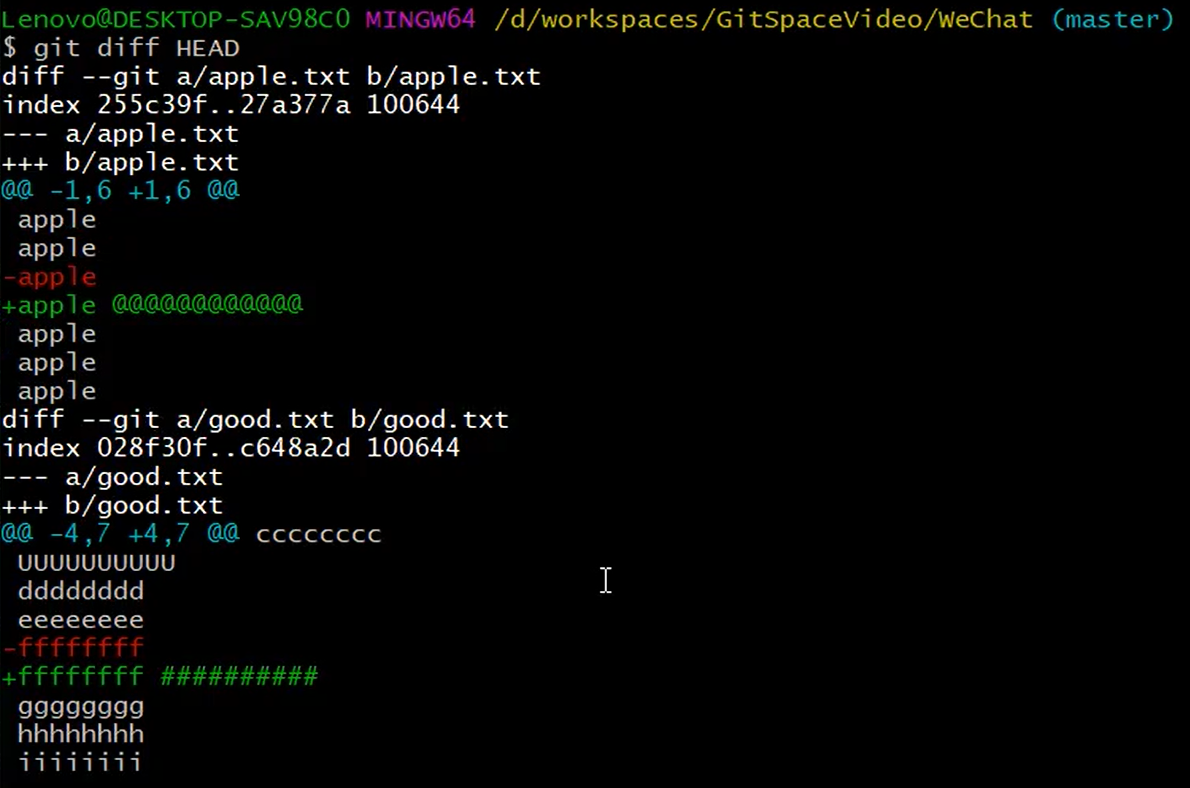 Lenovo@DESKTOP-SAV98C0 MINGW64 /d/workspaces/GitSpaceVideo/WeChat (master)
$ git diff HEAD
diff --git a/apple.txt b/apple.txt
index 255c39f..27a377a 100644
--- a/apple.txt
+++ b/apple.txt
@@ -1,6 +1,6 @@
 apple
 apple
-apple
+apple @@@@@@@@@@@@
 apple
 apple
 apple
diff --git a/good.txt b/good.txt
index 028f30f..c648a2d 100644
--- a/good.txt
+++ b/good.txt
@@ -4,7 +4,7 @@ cccccccc
 UUUUUUUUUU
 dddddddd
 eeeeeeee
-ffffffff
+ffffffff ##########
 gggggggg
 hhhhhhhh
 iiiiiiii